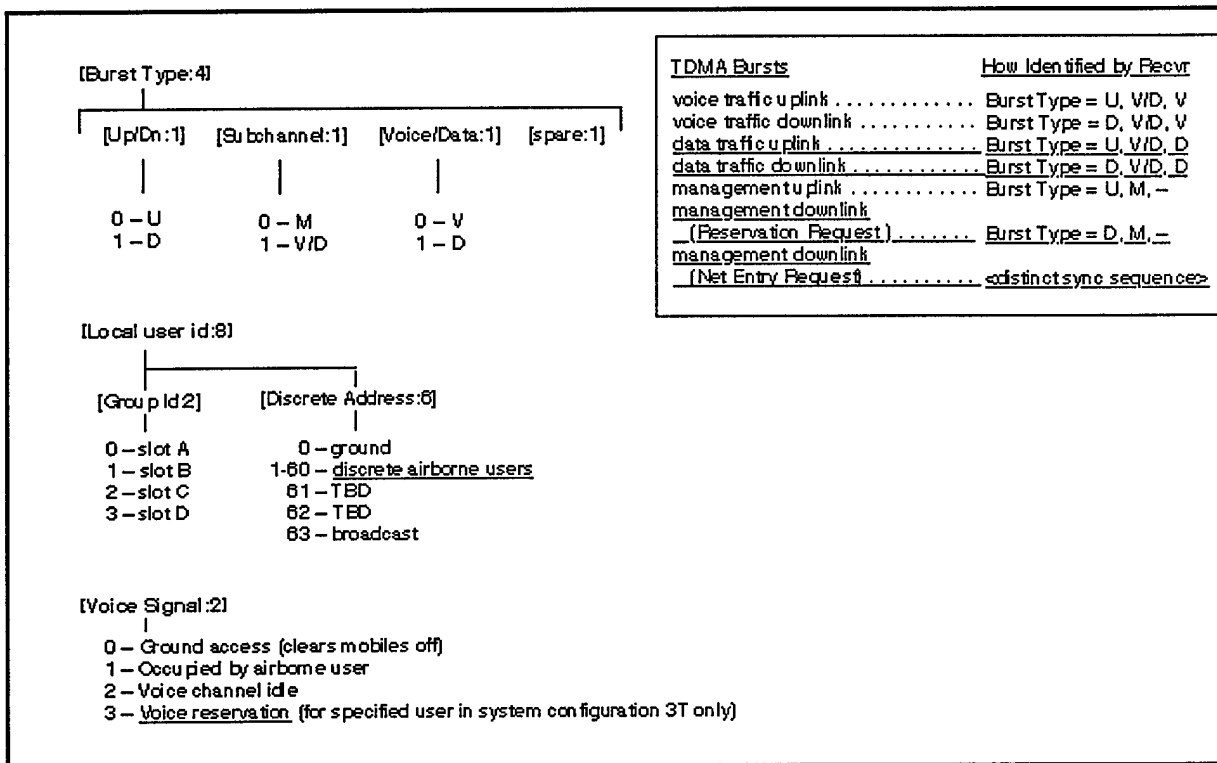 [Burst Type:4]
[Up/Dn:1] [Subchannel:1] [Voice/Data:1] [spare:1]
0 – U 0 – M 0 – V
1 – D 1 – V/D 1 – D
TDMA Bursts How Identified by Recvr
voice traffic uplink ............. Burst Type = U, V/D, V
voice traffic downlink ........... Burst Type = D, V/D, V
data traffic uplink .............. Burst Type = U, V/D, D
data traffic downlink ............ Burst Type = D, V/D, D
management uplink ............ Burst Type = U, M, –
management downlink
(Reservation Request) ....... Burst Type = D, M, –
management downlink
(Net Entry Request) .......... <distinct sync sequence>
[Local user id:8]
[Group Id:2] [Discrete Address:6]
0 – slot A 0 – ground
1 – slot B 1-60 – discrete airborne users
2 – slot C 61 – TBD
3 – slot D 62 – TBD
63 – broadcast
[Voice Signal:2]
0 – Ground access (clears mobiles off)
1 – Occupied by airborne user
2 – Voice channel idle
3 – Voice reservation (for specified user in system configuration 3T only)